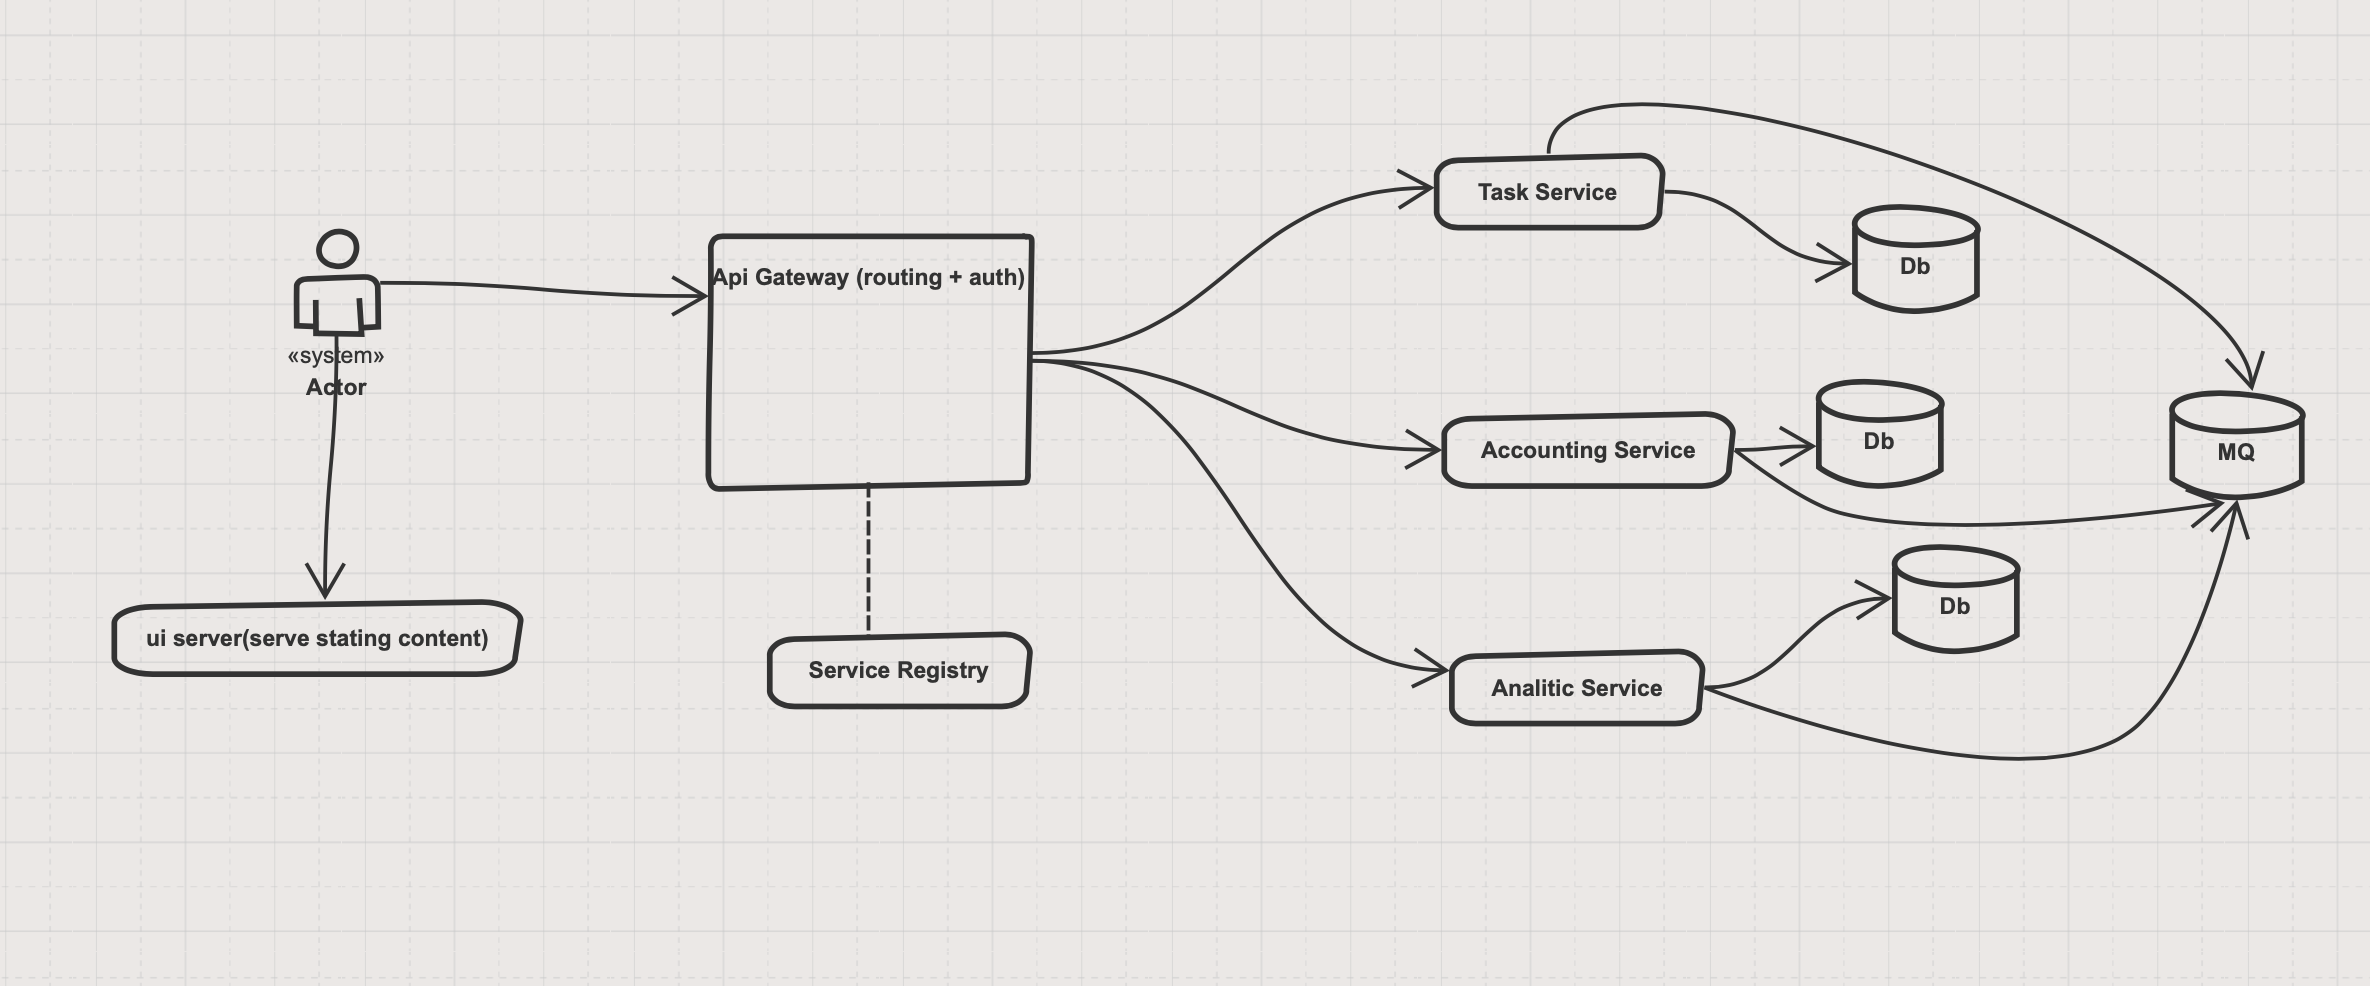 «system»
Actor
ui server(serve stating content)
Api Gateway (routing + auth)
Service Registry
Task Service
Db
Accounting Service
Db
MQ
Analitic Service
Db